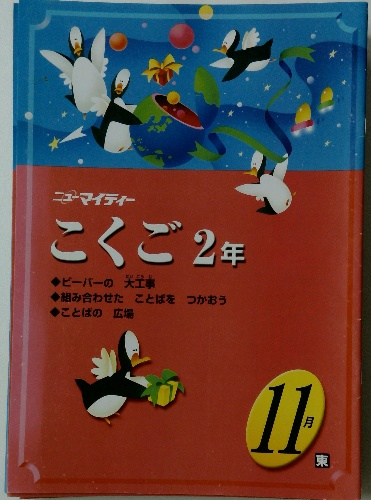 ニューマイティー
こくご 2年
◆ビーバーの 大工事
◆組み合わせた ことばを つかおう
◆ことばの 広場
11月
東